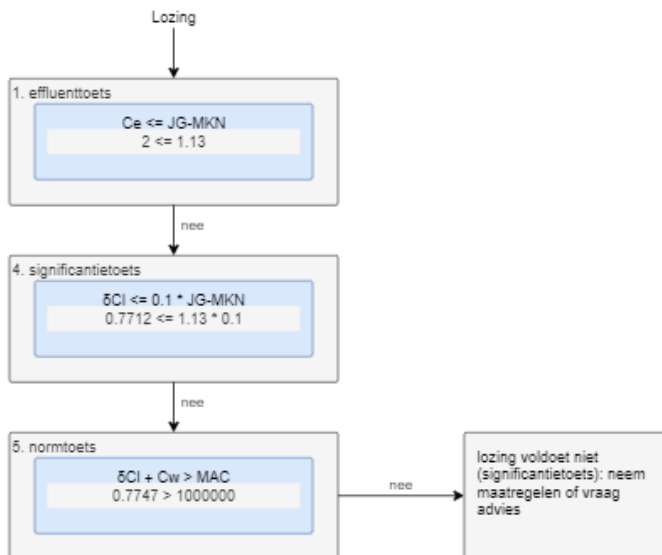 Lozing
1. effluenttoets
Ce <= JG-MKN
2 <= 1.13
nee
4. significantietoets
δCl <= 0.1 * JG-MKN
0.7712 <= 1.13 * 0.1
nee
5. normtoets
δCl + Cw > MAC
0.7747 > 1000000
nee
lozing voldoet niet
(significantietoets): neem
maatregelen of vraag
advies